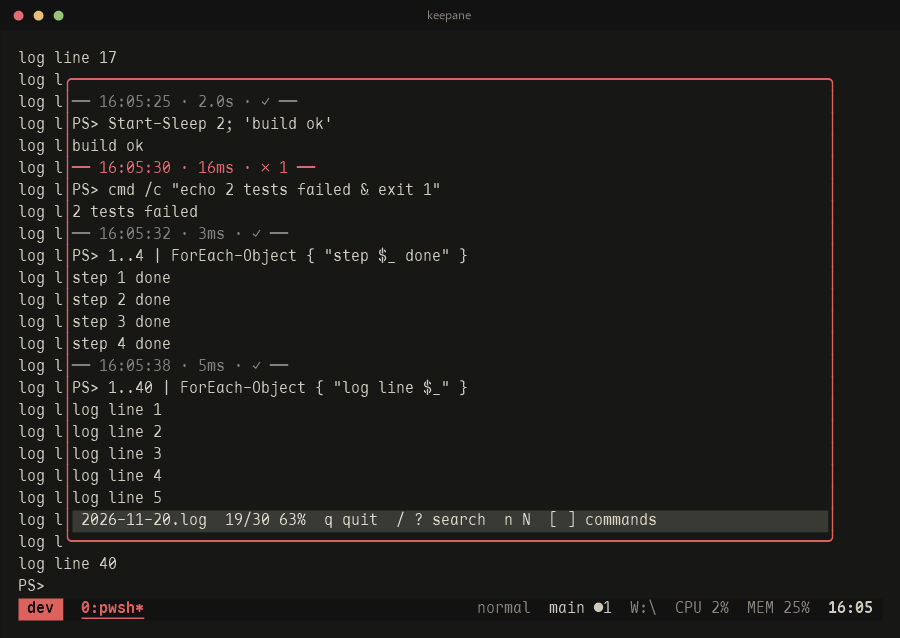 keepane
log line 17
log l
log l── 16:05:25 · 2.0s · ✓ ──
log l PS> Start-Sleep 2; 'build ok'
log l build ok
log l── 16:05:30 · 16ms · × 1 ──
log l PS> cmd /c "echo 2 tests failed & exit 1"
log l 2 tests failed
log l── 16:05:32 · 3ms · ✓ ──
log l PS> 1..4 | ForEach-Object { "step $_ done" }
log l step 1 done
log l step 2 done
log l step 3 done
log l step 4 done
log l── 16:05:38 · 5ms · ✓ ──
log l PS> 1..40 | ForEach-Object { "log line $_" }
log l log line 1
log l log line 2
log l log line 3
log l log line 4
log l log line 5
log l 2026-11-20.log  19/30 63%  q quit  / ? search  n N  [ ] commands
log l
log line 40
PS>
dev  0:pwsh*  normal  main ●1  W:\  CPU 2%  MEM 25%  16:05